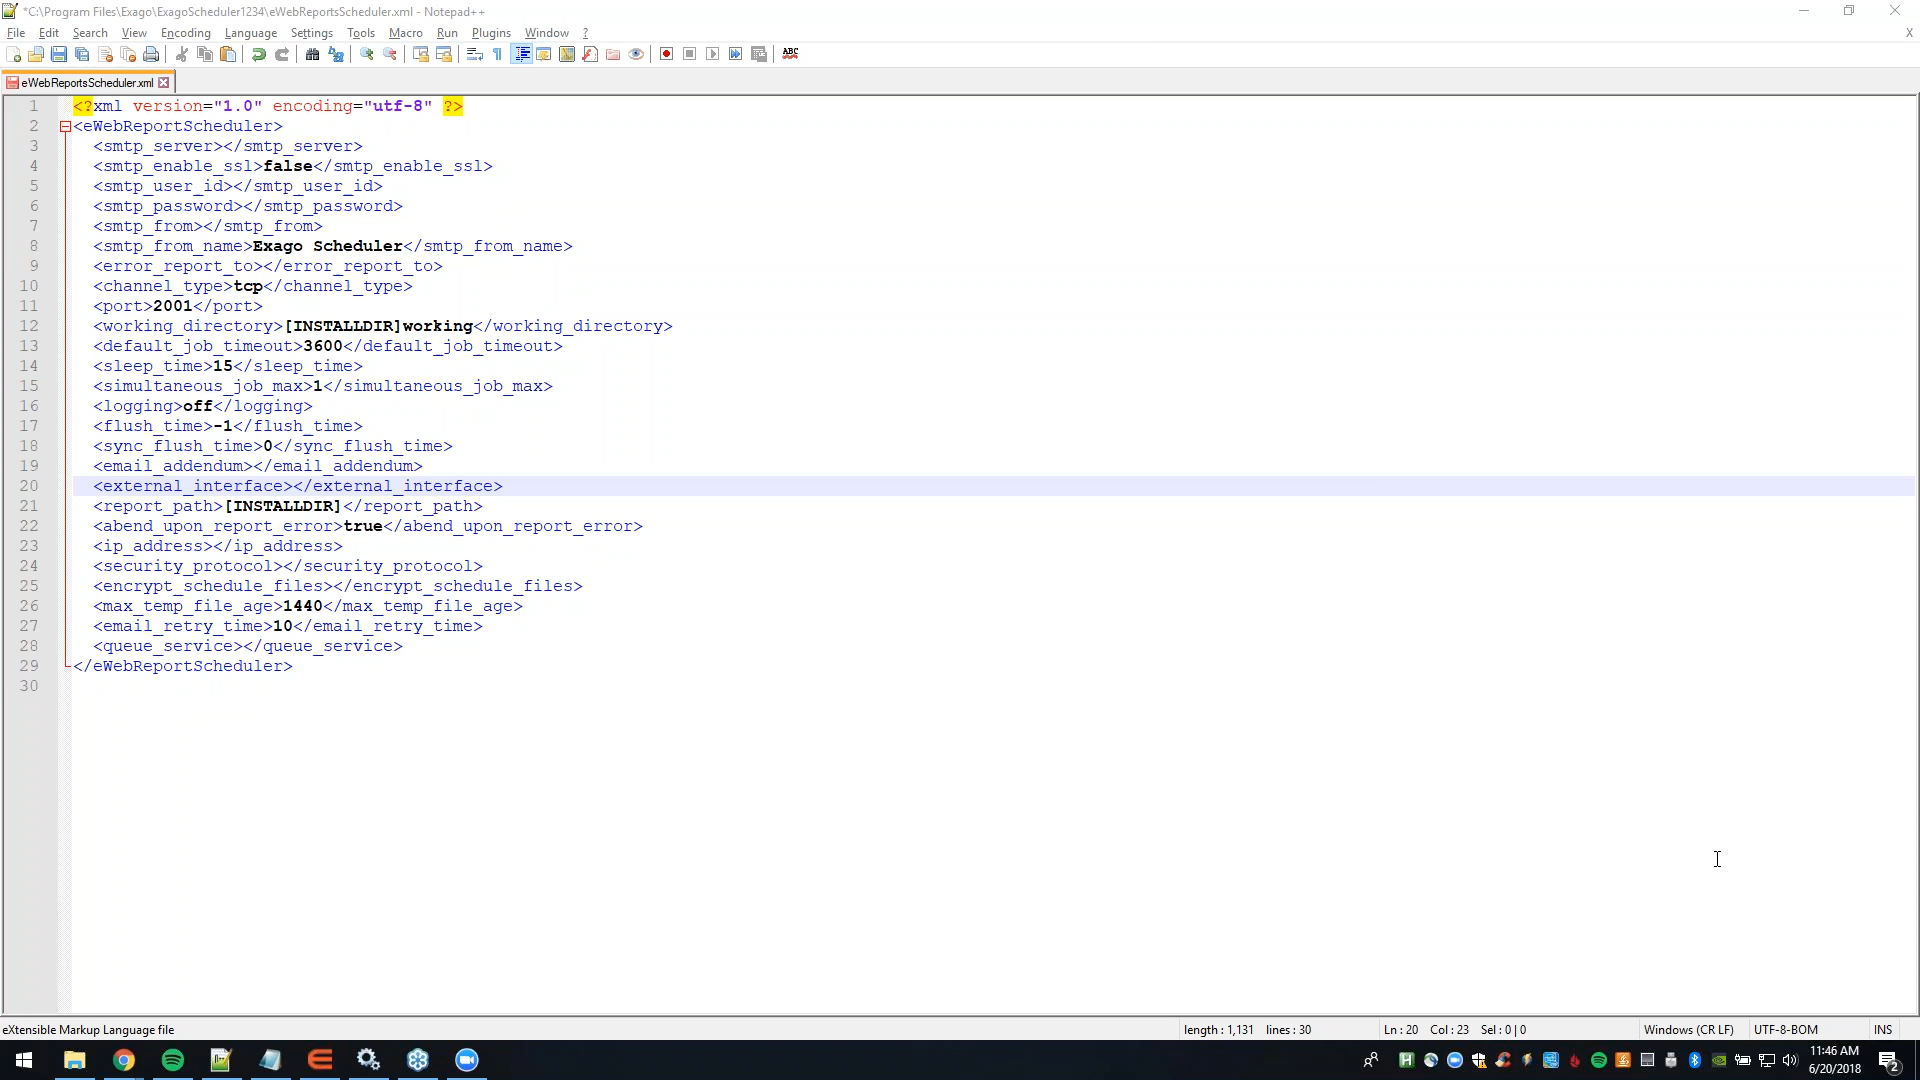 *C:\Program Files\Exago\ExagoScheduler1234\eWebReportsScheduler.xml - Notepad++
File Edit Search View Encoding Language Settings Tools Macro Run Plugins Window ? X
ABC
eWebReportsScheduler.xml
1 <?xml version="1.0" encoding="utf-8" ?>
2 <eWebReportScheduler>
3 <smtp_server></smtp_server>
4 <smtp_enable_ssl>false</smtp_enable_ssl>
5 <smtp_user_id></smtp_user_id>
6 <smtp_password></smtp_password>
7 <smtp_from></smtp_from>
8 <smtp_from_name>Exago Scheduler</smtp_from_name>
9 <error_report_to></error_report_to>
10 <channel_type>tcp</channel_type>
11 <port>2001</port>
12 <working_directory>[INSTALLDIR]working</working_directory>
13 <default_job_timeout>3600</default_job_timeout>
14 <sleep_time>15</sleep_time>
15 <simultaneous_job_max>1</simultaneous_job_max>
16 <logging>off</logging>
17 <flush_time>-1</flush_time>
18 <sync_flush_time>0</sync_flush_time>
19 <email_addendum></email_addendum>
20 <external_interface></external_interface>
21 <report_path>[INSTALLDIR]</report_path>
22 <abend_upon_report_error>true</abend_upon_report_error>
23 <ip_address></ip_address>
24 <security_protocol></security_protocol>
25 <encrypt_schedule_files></encrypt_schedule_files>
26 <max_temp_file_age>1440</max_temp_file_age>
27 <email_retry_time>10</email_retry_time>
28 <queue_service></queue_service>
29 </eWebReportScheduler>
30
eXtensible Markup Language file length : 1,131 lines : 30 Ln : 20 Col : 23 Sel : 0 | 0 Windows (CR LF) UTF-8-BOM INS
11:46 AM
6/20/2018
2